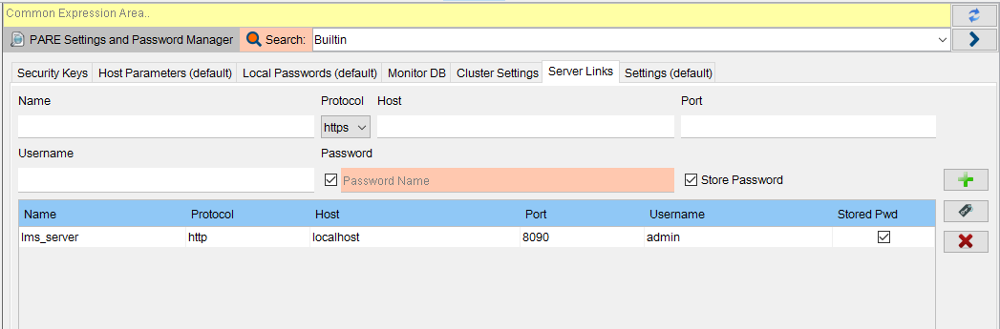 Common Expression Area..
PARE Settings and Password Manager Search: Builtin
Security Keys Host Parameters (default) Local Passwords (default) Monitor DB Cluster Settings Server Links Settings (default)
Name Protocol Host Port
https
Username Password
Password Name Store Password
Name Protocol Host Port Username Stored Pwd
lms_server http localhost 8090 admin